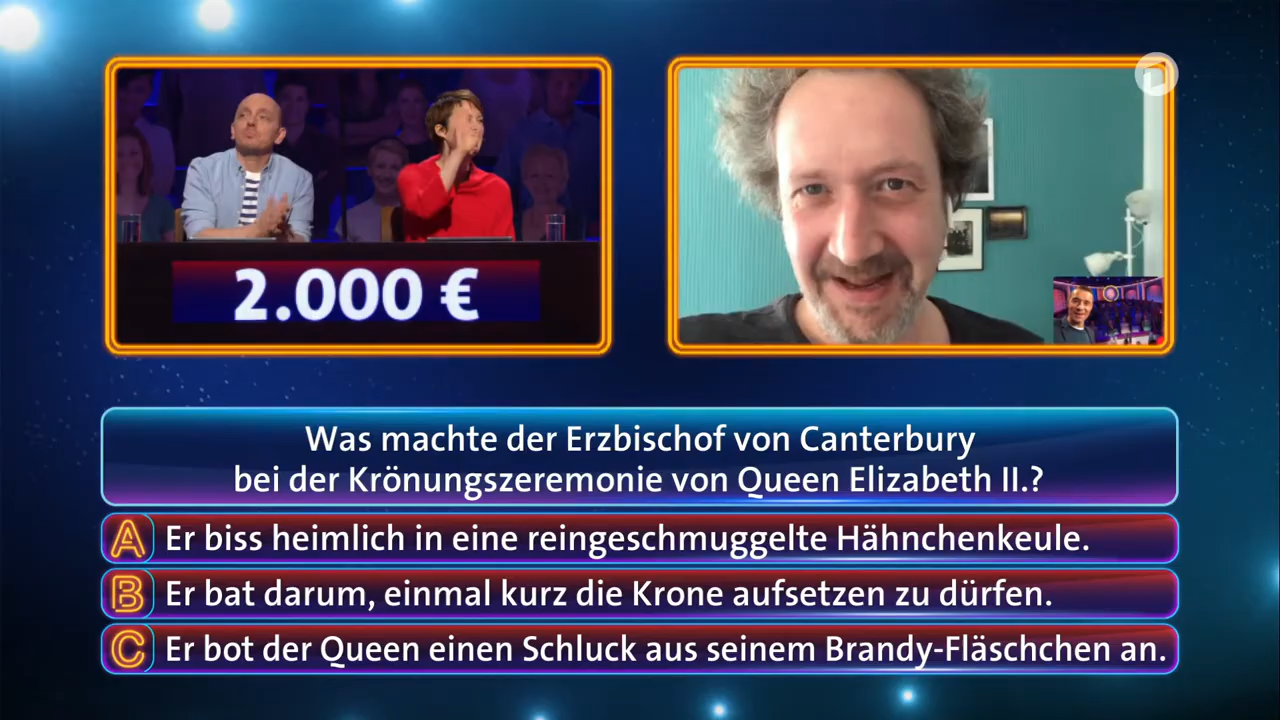 2.000 €
Was machte der Erzbischof von Canterbury
bei der Krönungszeremonie von Queen Elizabeth II.?
A Er biss heimlich in eine reingeschmuggelte Hähnchenkeule.
B Er bat darum, einmal kurz die Krone aufsetzen zu dürfen.
C Er bot der Queen einen Schluck aus seinem Brandy-Fläschchen an.